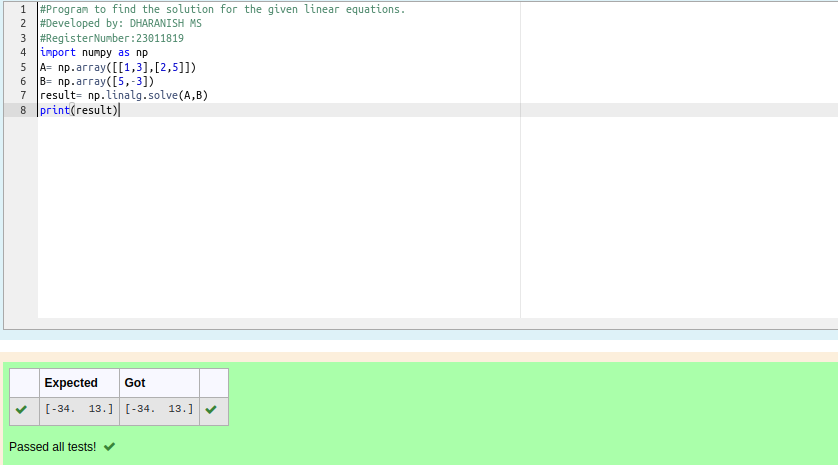 1 #Program to find the solution for the given linear equations.
2 #Developed by: DHARANISH MS
3 #RegisterNumber:23011819
4 import numpy as np
5 A= np.array([[1,3],[2,5]])
6 B= np.array([5,-3])
7 result= np.linalg.solve(A,B)
8 print(result)
Expected Got
[-34.  13.] [-34.  13.]
Passed all tests!